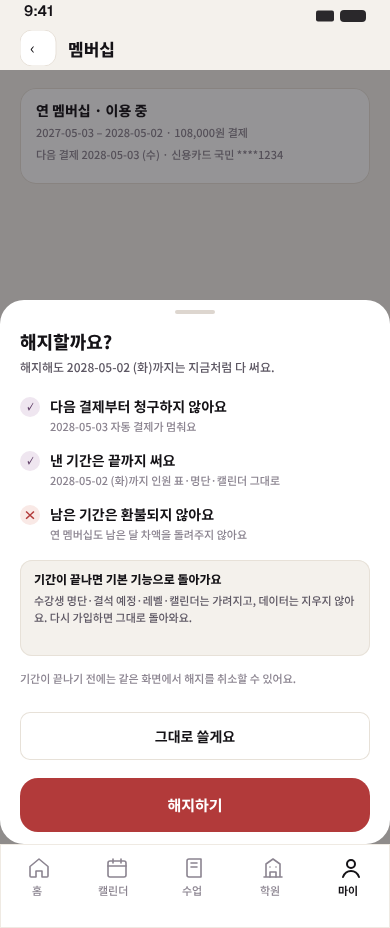 9:41
멤버십
연 멤버십 · 이용 중
2027-05-03 – 2028-05-02 · 108,000원 결제
다음 결제 2028-05-03 (수) · 신용카드 국민 ****1234
해지할까요?
해지해도 2028-05-02 (화)까지는 지금처럼 다 써요.
다음 결제부터 청구하지 않아요
2028-05-03 자동 결제가 멈춰요
낸 기간은 끝까지 써요
2028-05-02 (화)까지 인원 표·명단·캘린더 그대로
남은 기간은 환불되지 않아요
연 멤버십도 남은 달 차액을 돌려주지 않아요
기간이 끝나면 기본 기능으로 돌아가요
수강생 명단·결석 예정·레벨·캘린더는 가려지고, 데이터는 지우지 않아
요. 다시 가입하면 그대로 돌아와요.
기간이 끝나기 전에는 같은 화면에서 해지를 취소할 수 있어요.
그대로 쓸게요
해지하기
홈
캘린더
수업
학원
마이